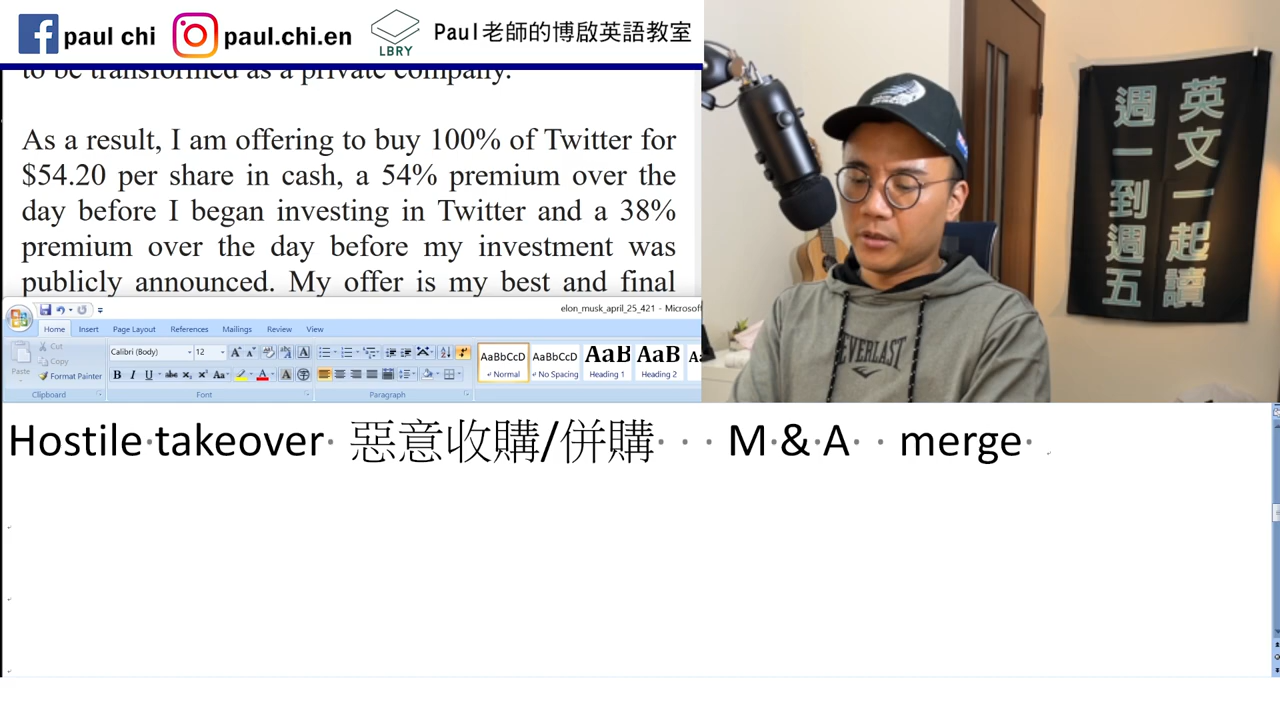 paul chi
paul.chi.en
LBRY
Paul老師的博啟英語教室
to be transformed as a private company.
As a result, I am offering to buy 100% of Twitter for
$54.20 per share in cash, a 54% premium over the
day before I began investing in Twitter and a 38%
premium over the day before my investment was
publicly announced. My offer is my best and final
elon_musk_april_25_421 - Microsoft
Home Insert Page Layout References Mailings Review View
Paste
Cut
Copy
Format Painter
Clipboard
Calibri (Body) 12
Font
Paragraph
AaBbCcD AaBbCcD AaB AaB
Normal No Spacing Heading 1 Heading 2
英文一起讀
週一到週五
EVERLAST
Hostile takeover 惡意收購/併購 M & A merge